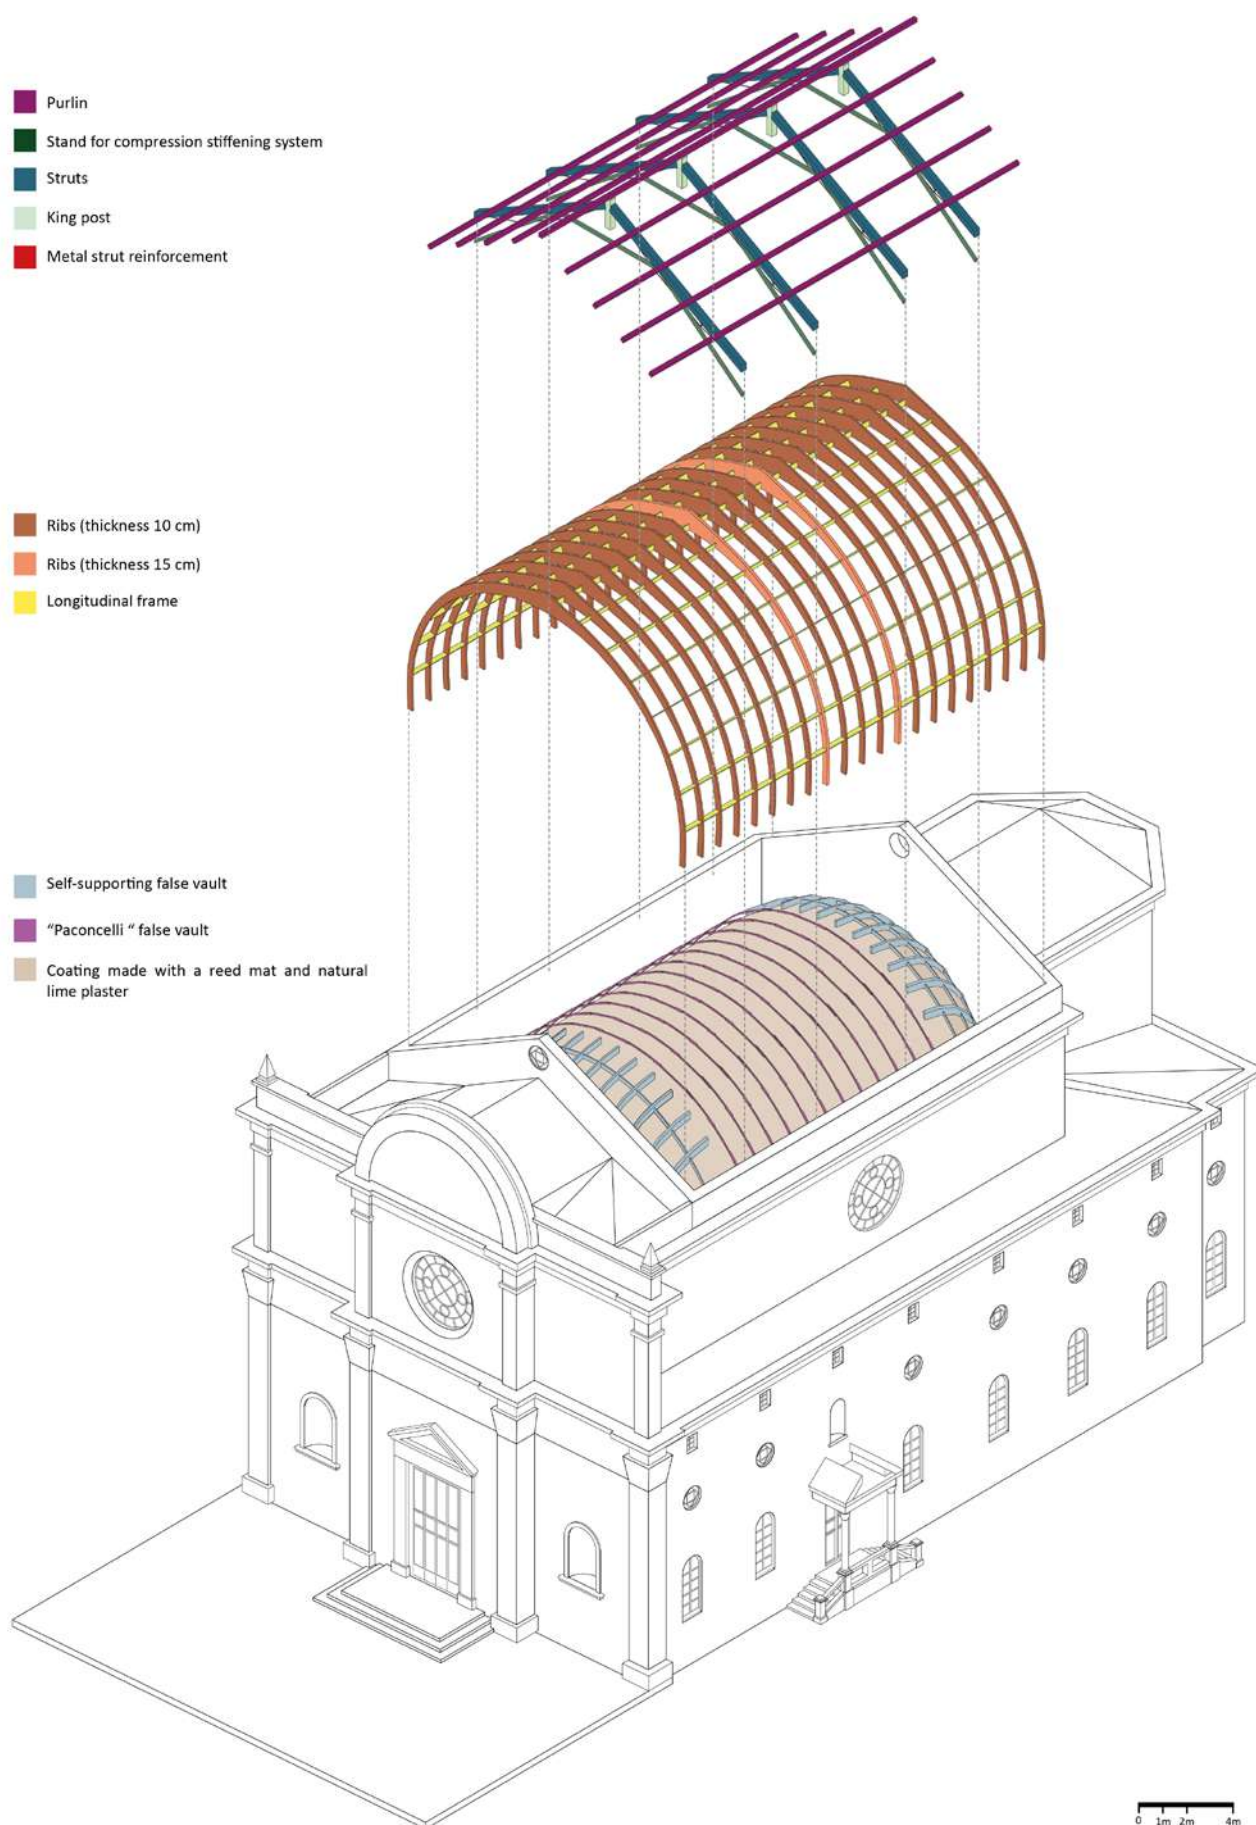 Purlin
Stand for compression stiffening system
Struts
King post
Metal strut reinforcement
Ribs (thickness 10 cm)
Ribs (thickness 15 cm)
Longitudinal frame
Self-supporting false vault
“Paconcelli “ false vault
Coating made with a reed mat and natural
lime plaster
0 1m 2m 4m